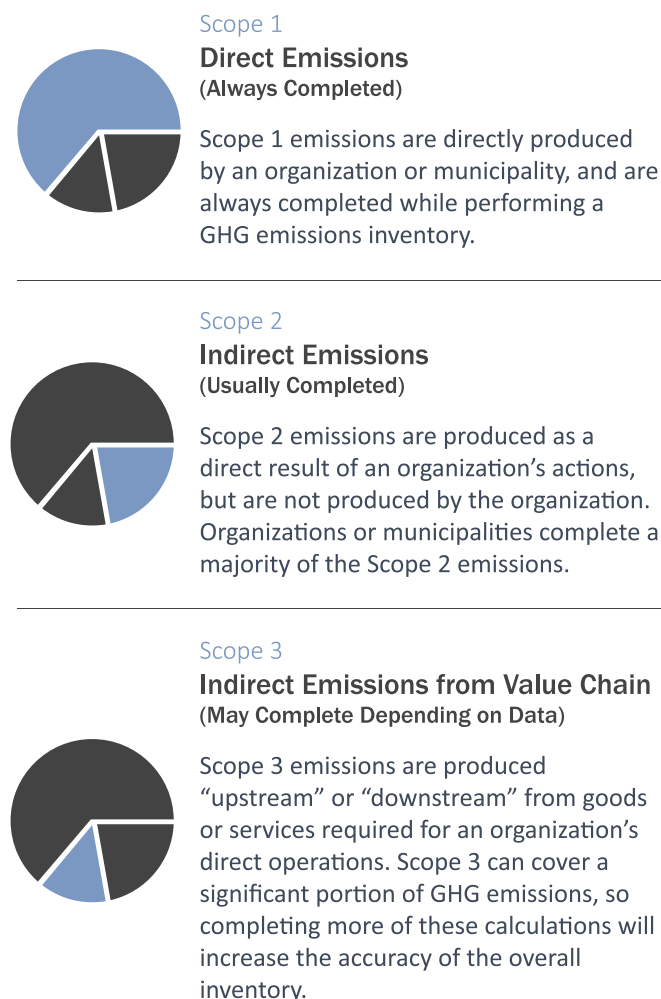 Scope 1
Direct Emissions
(Always Completed)
Scope 1 emissions are directly produced
by an organization or municipality, and are
always completed while performing a
GHG emissions inventory.
Scope 2
Indirect Emissions
(Usually Completed)
Scope 2 emissions are produced as a
direct result of an organization’s actions,
but are not produced by the organization.
Organizations or municipalities complete a
majority of the Scope 2 emissions.
Scope 3
Indirect Emissions from Value Chain
(May Complete Depending on Data)
Scope 3 emissions are produced
“upstream” or “downstream” from goods
or services required for an organization’s
direct operations. Scope 3 can cover a
significant portion of GHG emissions, so
completing more of these calculations will
increase the accuracy of the overall
inventory.